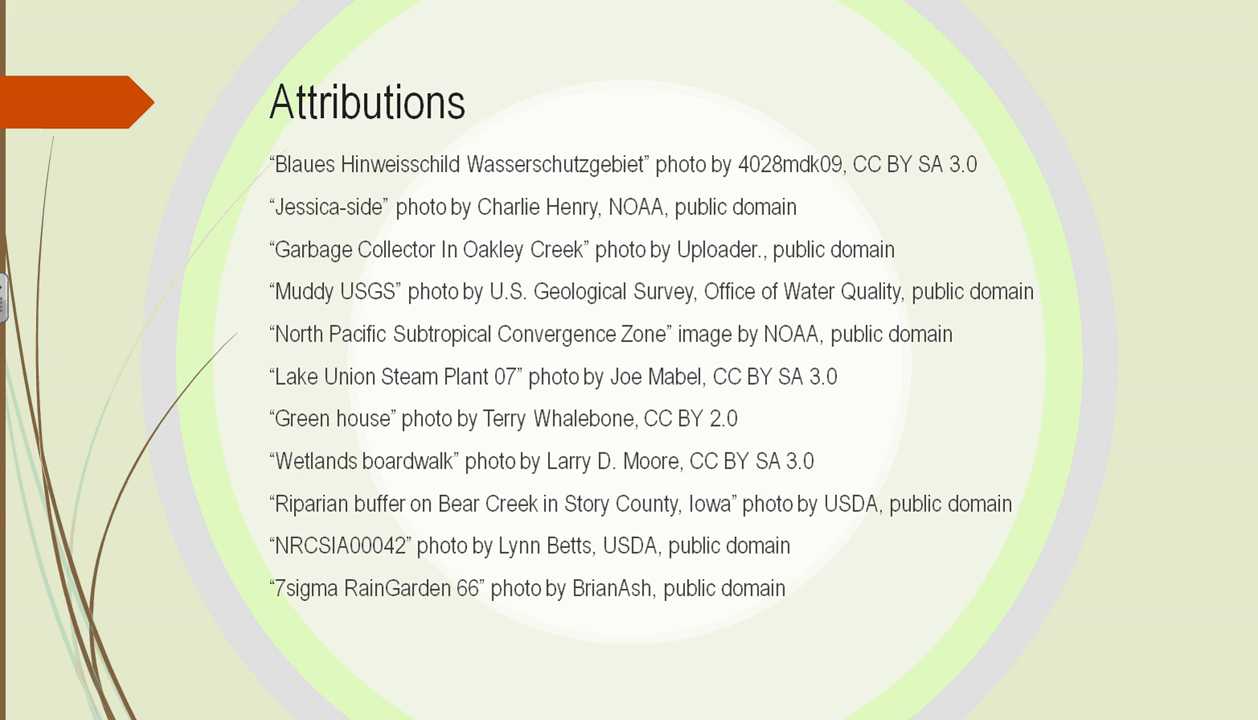 Attributions
“Blaues Hinweisschild Wasserschutzgebiet” photo by 4028mdk09, CC BY SA 3.0
“Jessica-side” photo by Charlie Henry, NOAA, public domain
“Garbage Collector In Oakley Creek” photo by Uploader., public domain
“Muddy USGS” photo by U.S. Geological Survey, Office of Water Quality, public domain
“North Pacific Subtropical Convergence Zone” image by NOAA, public domain
“Lake Union Steam Plant 07” photo by Joe Mabel, CC BY SA 3.0
“Green house” photo by Terry Whalebone, CC BY 2.0
“Wetlands boardwalk” photo by Larry D. Moore, CC BY SA 3.0
“Riparian buffer on Bear Creek in Story County, Iowa” photo by USDA, public domain
“NRCSIA00042” photo by Lynn Betts, USDA, public domain
“7sigma RainGarden 66” photo by BrianAsh, public domain